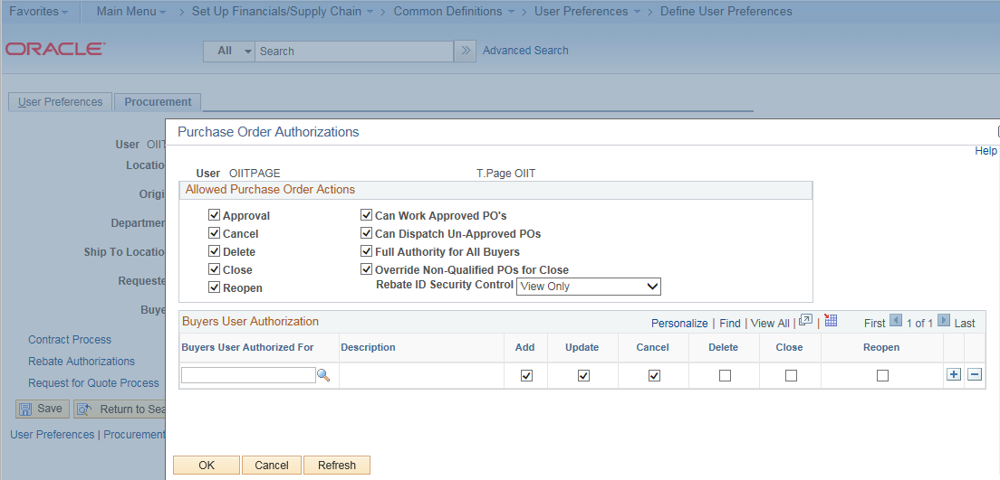 Favorites Main Menu > Set Up Financials/Supply Chain > Common Definitions > User Preferences > Define User Preferences
ORACLE
All Search >> Advanced Search
User Preferences Procurement
Purchase Order Authorizations
Help
User OIIT
User OIITPAGE T.Page OIIT
Locatio
Allowed Purchase Order Actions
Origi
Approval Can Work Approved PO's
Departmen
Cancel Can Dispatch Un-Approved POs
Ship To Locatio
Delete Full Authority for All Buyers
Close Override Non-Qualified POs for Close
Requeste
Reopen Rebate ID Security Control View Only
Buye
Buyers User Authorization Personalize | Find | View All | | First 1 of 1 Last
Contract Process
Buyers User Authorized For Description Add Update Cancel Delete Close Reopen
Rebate Authorizations
Request for Quote Process
Save Return to Sea
User Preferences | Procurement
OK Cancel Refresh